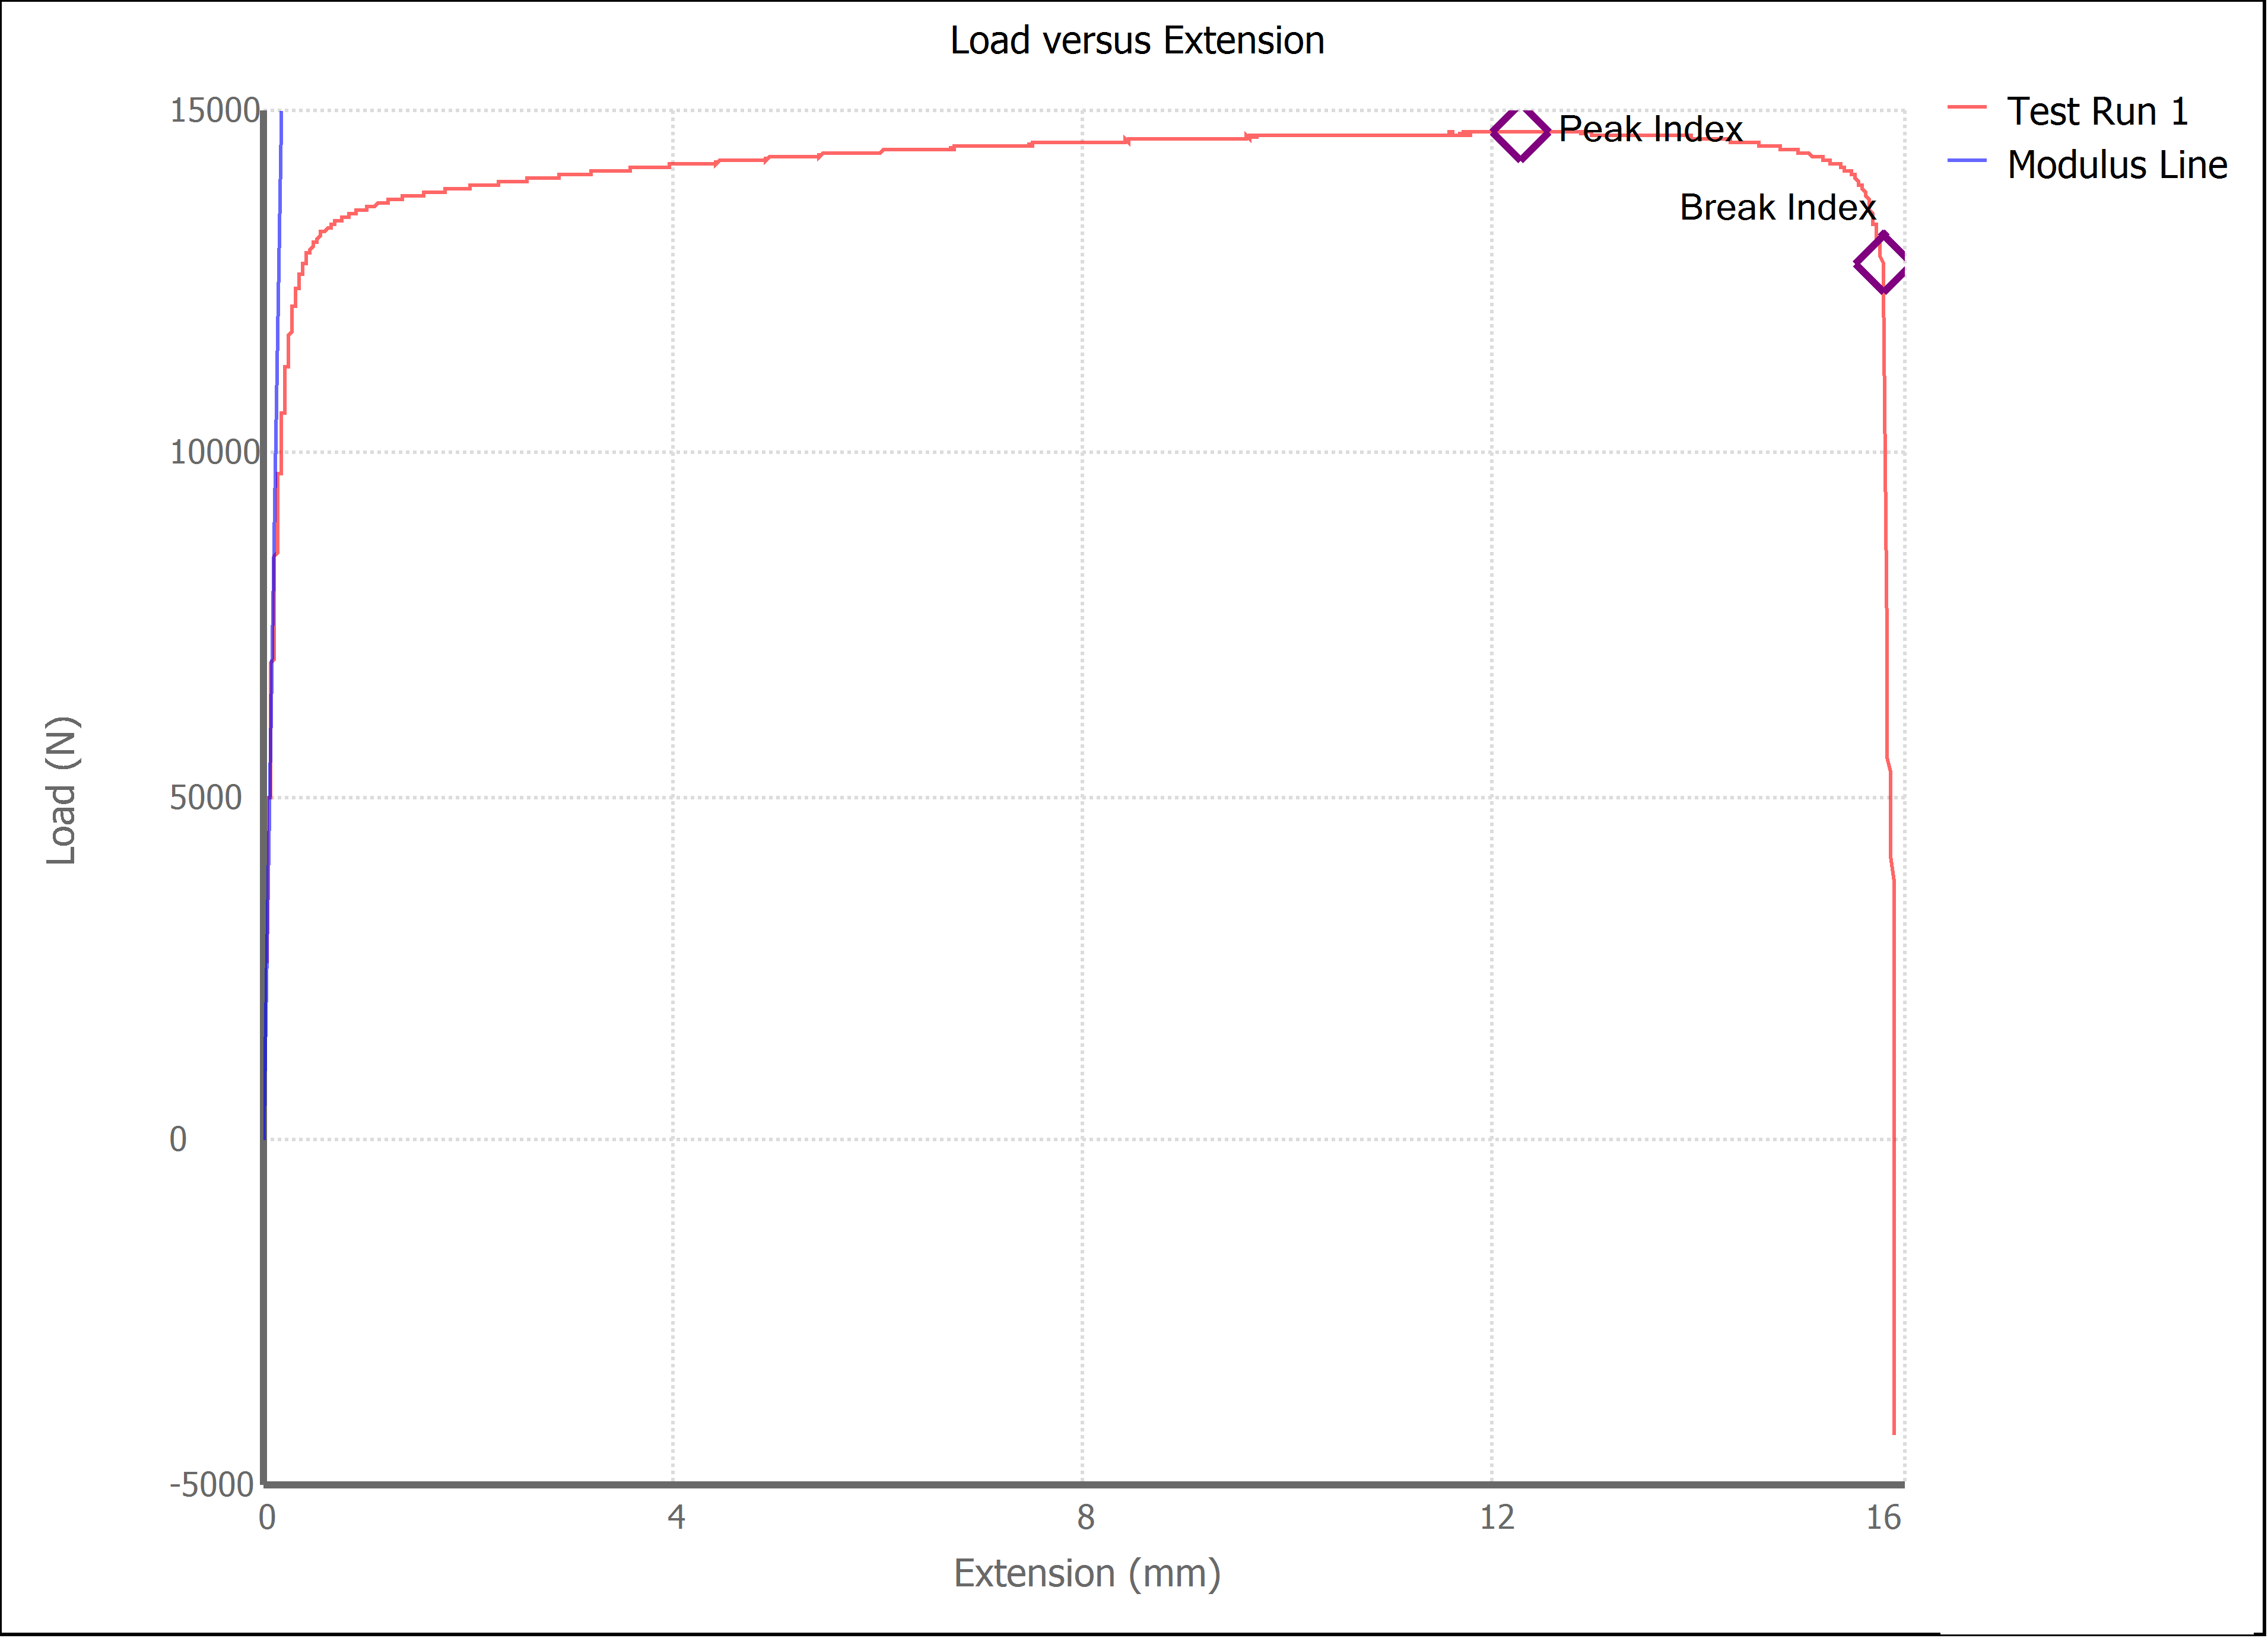 Load versus Extension
Test Run 1
Modulus Line
Peak Index
Break Index
15000
10000
5000
0
-5000
Load (N)
0 4 8 12 16
Extension (mm)